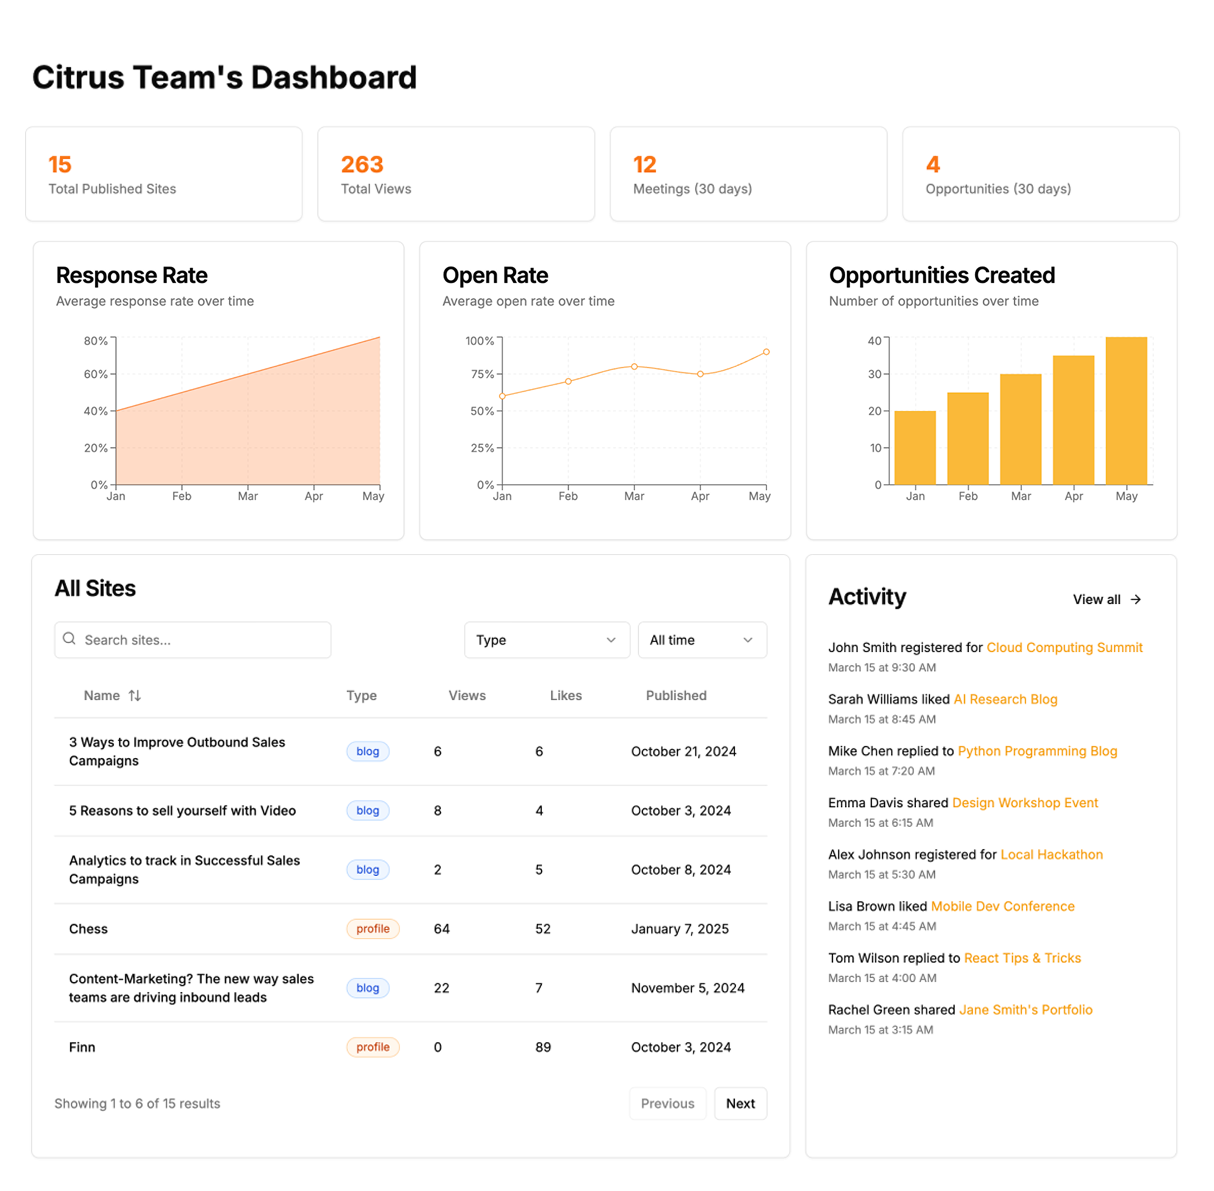 Citrus Team's Dashboard
15
Total Published Sites
263
Total Views
12
Meetings (30 days)
4
Opportunities (30 days)
Response Rate
Average response rate over time
80%
60%
40%
20%
0%
Jan Feb Mar Apr May
Open Rate
Average open rate over time
100%
75%
50%
25%
0%
Jan Feb Mar Apr May
Opportunities Created
Number of opportunities over time
40
30
20
10
0
Jan Feb Mar Apr May
All Sites
Search sites...
Type
All time
Name Type Views Likes Published
3 Ways to Improve Outbound Sales
Campaigns
blog 6 6 October 21, 2024
5 Reasons to sell yourself with Video blog 8 4 October 3, 2024
Analytics to track in Successful Sales
Campaigns
blog 2 5 October 8, 2024
Chess profile 64 52 January 7, 2025
Content-Marketing? The new way sales
teams are driving inbound leads
blog 22 7 November 5, 2024
Finn profile 0 89 October 3, 2024
Showing 1 to 6 of 15 results
Previous
Next
Activity
View all
John Smith registered for Cloud Computing Summit
March 15 at 9:30 AM
Sarah Williams liked AI Research Blog
March 15 at 8:45 AM
Mike Chen replied to Python Programming Blog
March 15 at 7:20 AM
Emma Davis shared Design Workshop Event
March 15 at 6:15 AM
Alex Johnson registered for Local Hackathon
March 15 at 5:30 AM
Lisa Brown liked Mobile Dev Conference
March 15 at 4:45 AM
Tom Wilson replied to React Tips & Tricks
March 15 at 4:00 AM
Rachel Green shared Jane Smith's Portfolio
March 15 at 3:15 AM